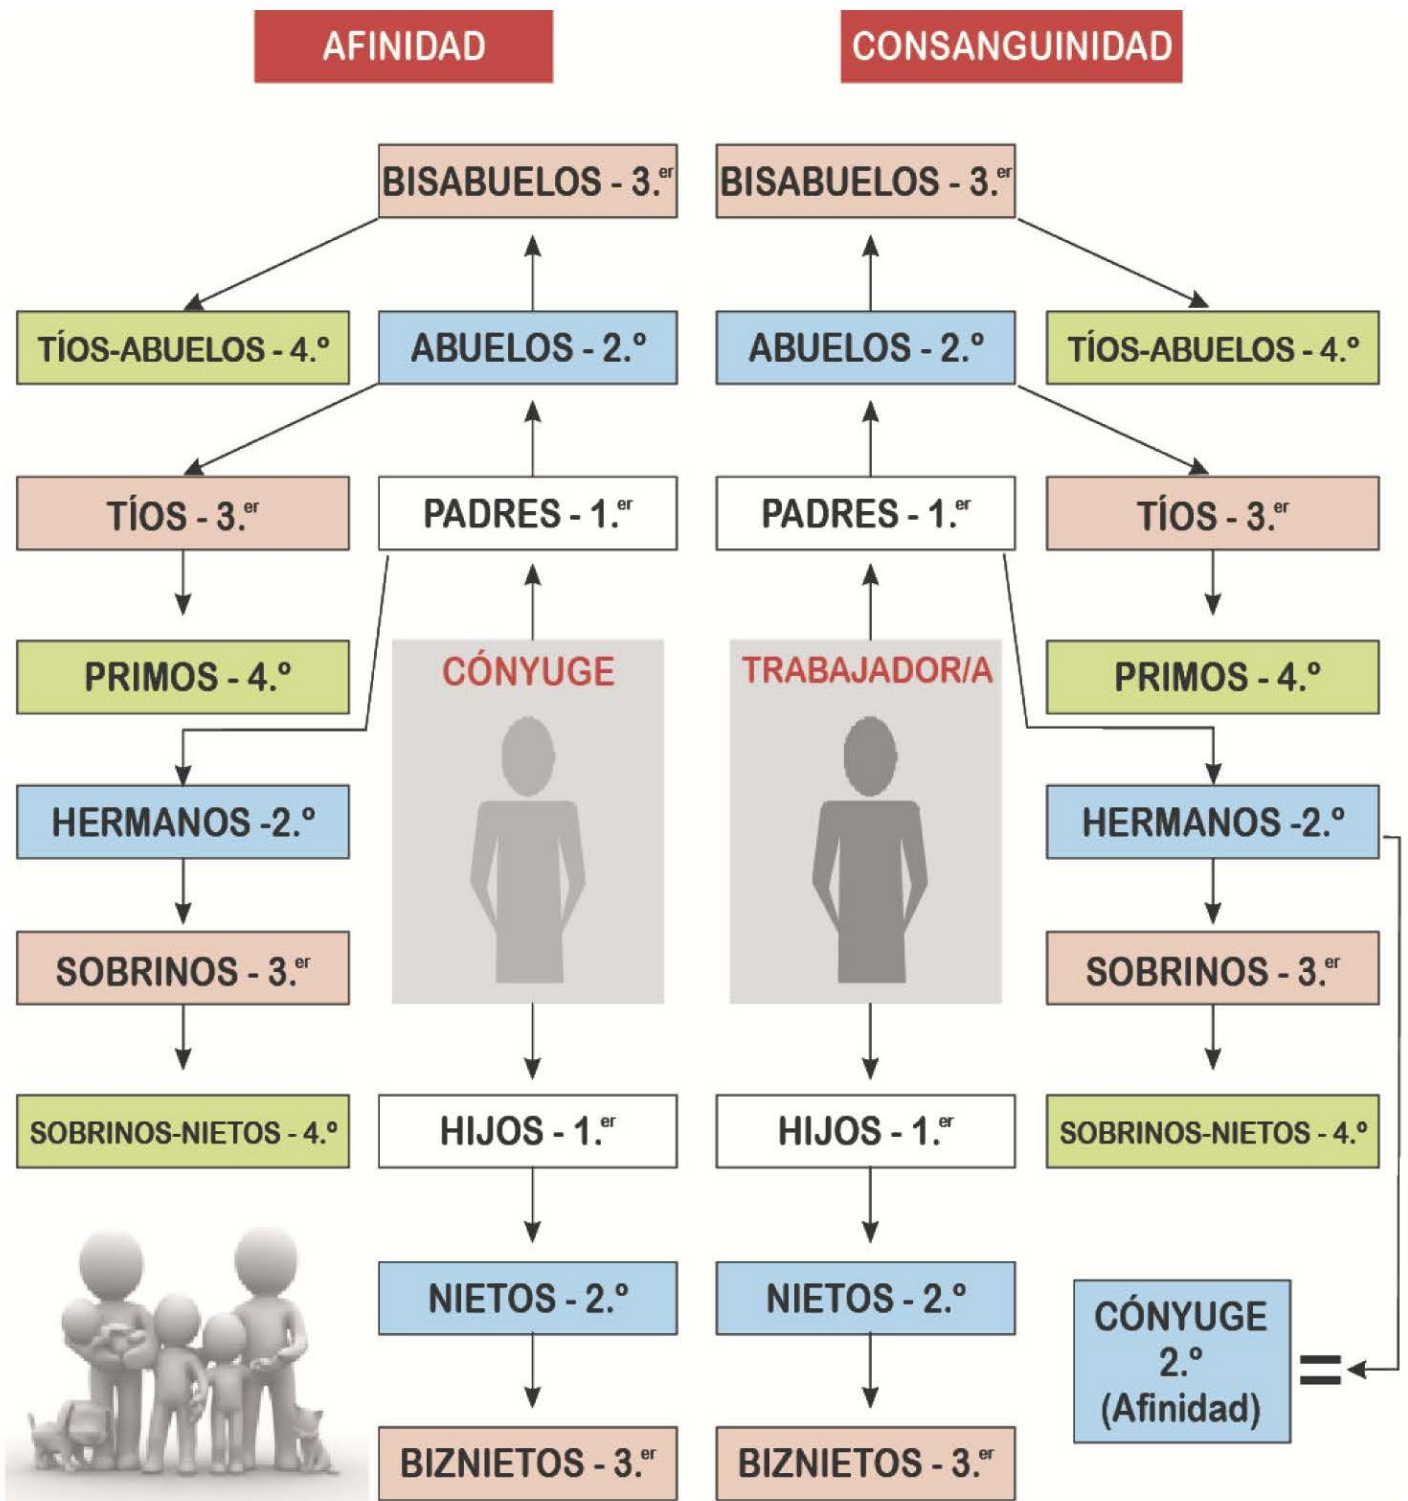 AFINIDAD
CONSANGUINIDAD
BISABUELOS - 3.er
BISABUELOS - 3.er
TÍOS-ABUELOS - 4.º
ABUELOS - 2.º
ABUELOS - 2.º
TÍOS-ABUELOS - 4.º
TÍOS - 3.er
PADRES - 1.er
PADRES - 1.er
TÍOS - 3.er
PRIMOS - 4.º
CÓNYUGE
TRABAJADOR/A
PRIMOS - 4.º
HERMANOS -2.º
HERMANOS -2.º
SOBRINOS - 3.er
SOBRINOS - 3.er
SOBRINOS-NIETOS - 4.º
HIJOS - 1.er
HIJOS - 1.er
SOBRINOS-NIETOS - 4.º
NIETOS - 2.º
NIETOS - 2.º
CÓNYUGE
2.º
(Afinidad)
=
BIZNIETOS - 3.er
BIZNIETOS - 3.er